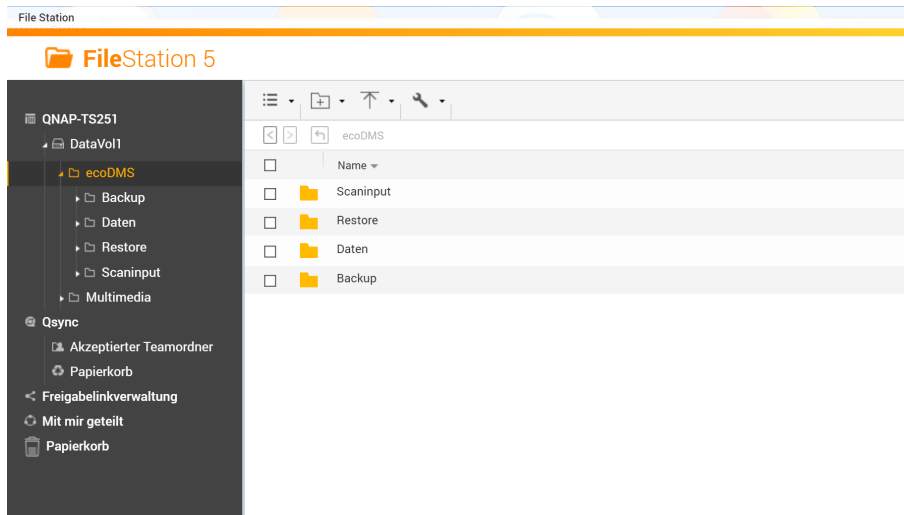 File Station
FileStation 5
QNAP-TS251
DataVol1
ecoDMS
Backup
Daten
Restore
Scaninput
Multimedia
Qsync
Akzeptierter Teamordner
Papierkorb
Freigabelinkverwaltung
Mit mir geteilt
Papierkorb
ecoDMS
Name
Scaninput
Restore
Daten
Backup